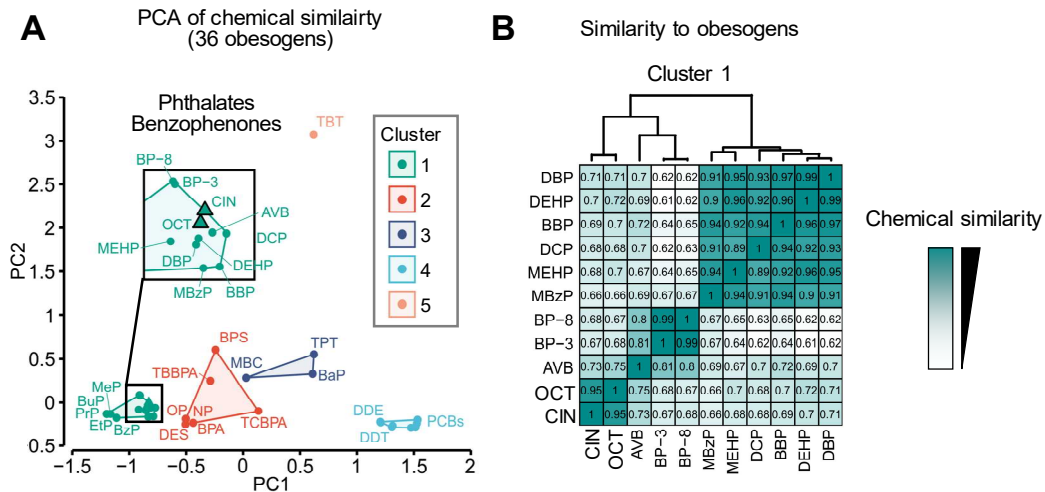 A
PCA of chemical similairty
(36 obesogens)
3.5
3
2.5
2
1.5
1
0.5
0
-0.5
PC2
−1.5
−1
−0.5
0
0.5
1
1.5
2
PC1
Phthalates
Benzophenones
TBT
BP−8
BP−3
CIN
OCT
AVB
MEHP
DCP
DBP
DEHP
MBzP
BBP
Cluster
1
2
3
4
5
BPS
TPT
MBC
TBBPA
BaP
MeP
BuP
PrP
EtP
BzP
OP
NP
DES
BPA
TCBPA
DDE
DDT
PCBs
B
Similarity to obesogens
Cluster 1
DBP 0.71 0.71 0.7 0.62 0.62 0.91 0.95 0.93 0.97 0.99 1
DEHP 0.7 0.72 0.69 0.61 0.62 0.9 0.96 0.92 0.96 1 0.99
BBP 0.69 0.7 0.72 0.64 0.65 0.94 0.92 0.94 1 0.96 0.97
DCP 0.68 0.68 0.7 0.62 0.63 0.91 0.89 1 0.94 0.92 0.93
MEHP 0.68 0.7 0.67 0.64 0.65 0.94 1 0.89 0.92 0.96 0.95
MBzP 0.66 0.66 0.69 0.67 0.67 1 0.94 0.91 0.94 0.9 0.91
BP−8 0.68 0.67 0.8 0.99 1 0.67 0.65 0.63 0.65 0.62 0.62
BP−3 0.67 0.68 0.81 1 0.99 0.67 0.64 0.62 0.64 0.61 0.62
AVB 0.73 0.75 1 0.81 0.8 0.69 0.67 0.7 0.72 0.69 0.7
OCT 0.95 1 0.75 0.68 0.67 0.66 0.7 0.68 0.7 0.72 0.71
CIN 1 0.95 0.73 0.67 0.68 0.66 0.68 0.68 0.69 0.7 0.71
CIN OCT AVB BP−3 BP−8 MBzP MEHP DCP BBP DEHP DBP
Chemical similarity